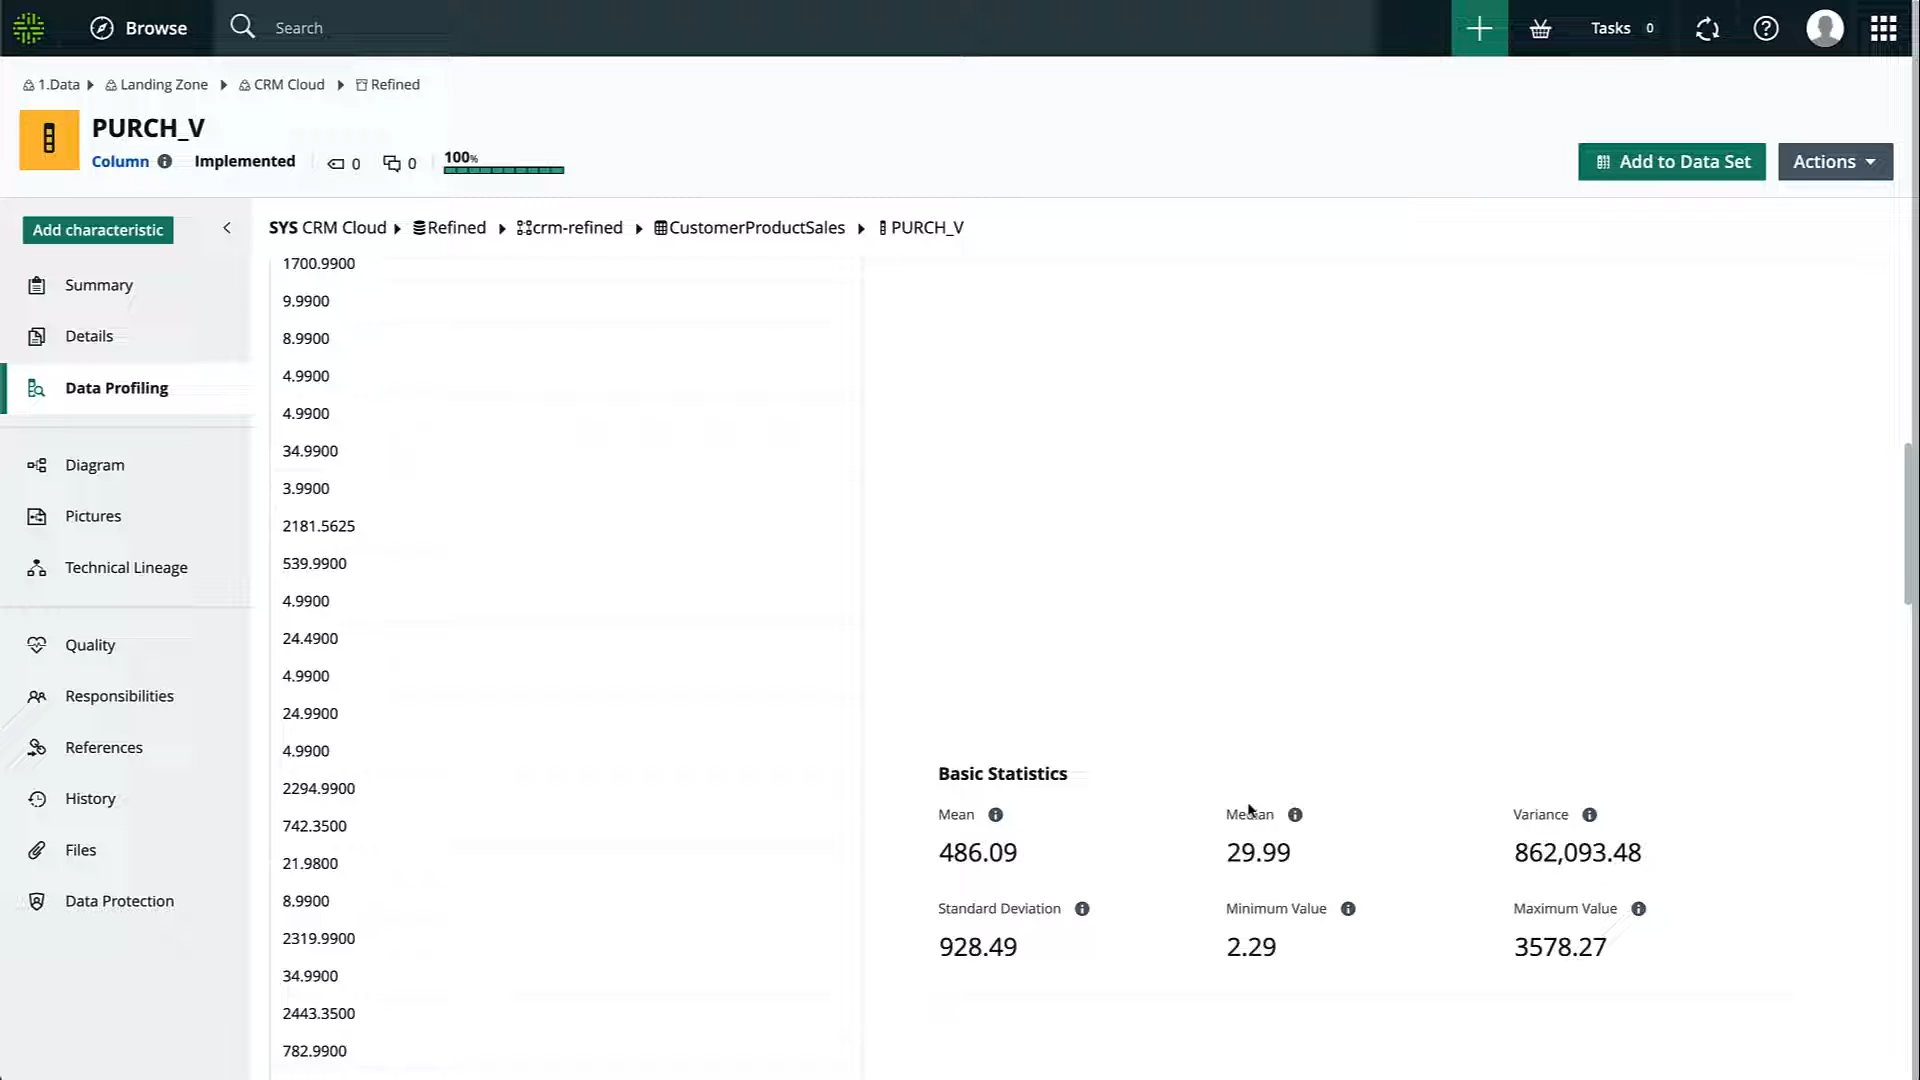 Browse
Search
Tasks 0
1.Data Landing Zone CRM Cloud Refined
PURCH_V
Column Implemented 0 0 100%
Add to Data Set
Actions
Add characteristic
Summary
Details
Data Profiling
Diagram
Pictures
Technical Lineage
Quality
Responsibilities
References
History
Files
Data Protection
SYS CRM Cloud Refined crm-refined CustomerProductSales PURCH_V
1700.9900
9.9900
8.9900
4.9900
4.9900
34.9900
3.9900
2181.5625
539.9900
4.9900
24.4900
4.9900
24.9900
4.9900
2294.9900
742.3500
21.9800
8.9900
2319.9900
34.9900
2443.3500
782.9900
Basic Statistics
Mean Median Variance
486.09 29.99 862,093.48
Standard Deviation Minimum Value Maximum Value
928.49 2.29 3578.27